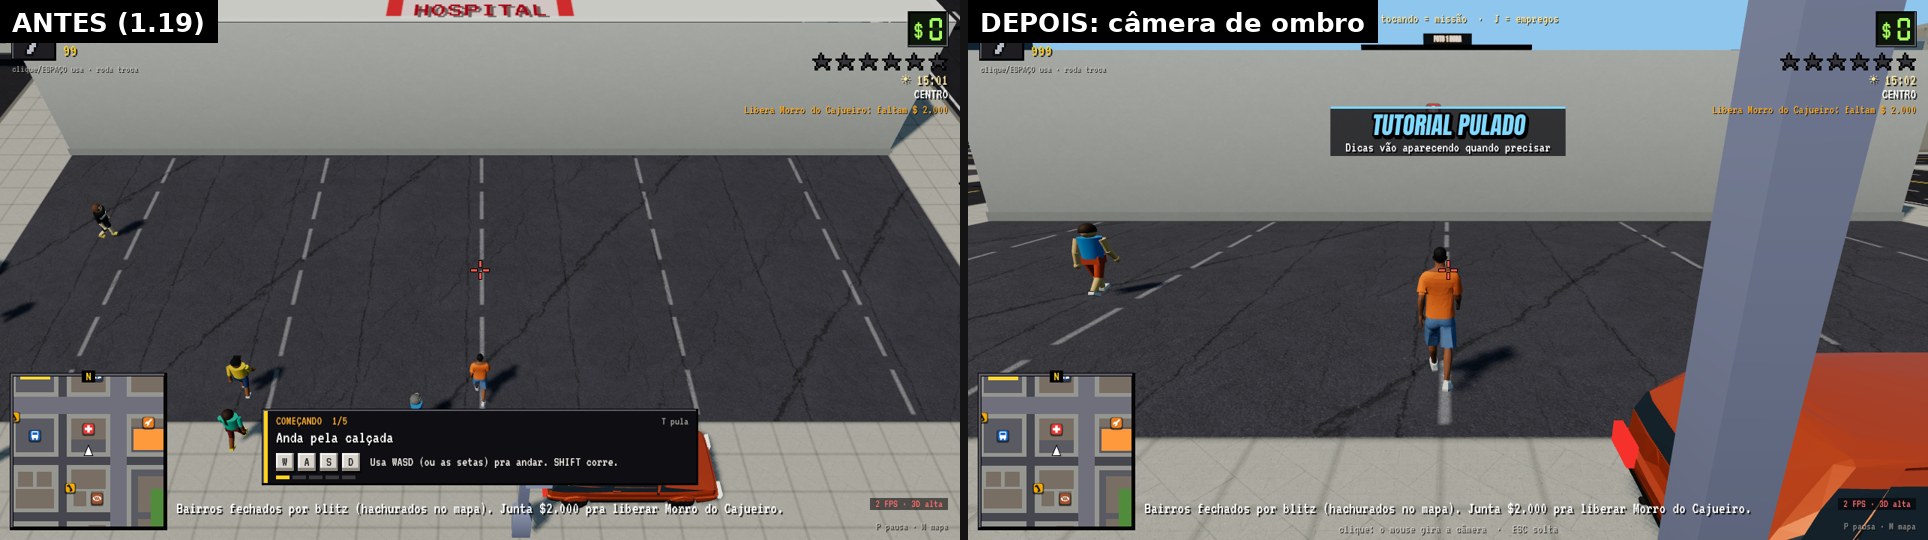 ANTES (1.19)
HOSPITAL
$0
99
clique/ESPAÇO usa · roda troca
15:01
CENTRO
Libera Morro do Cajueiro: faltam $ 2.000
COMEÇANDO 1/5
T pula
Anda pela calçada
W A S D Usa WASD (ou as setas) pra andar. SHIFT corre.
N
Bairros fechados por blitz (hachurados no mapa). Junta $2.000 pra liberar Morro do Cajueiro.
2 FPS · 3D alta
P pausa · M mapa
DEPOIS: câmera de ombro
tocando = missão · J = empregos
$0
999
clique/ESPAÇO usa · roda troca
15:02
CENTRO
Libera Morro do Cajueiro: faltam $ 2.000
TUTORIAL PULADO
Dicas vão aparecendo quando precisar
N
Bairros fechados por blitz (hachurados no mapa). Junta $2.000 pra liberar Morro do Cajueiro.
clique: o mouse gira a câmera · ESC solta
2 FPS · 3D alta
P pausa · M mapa